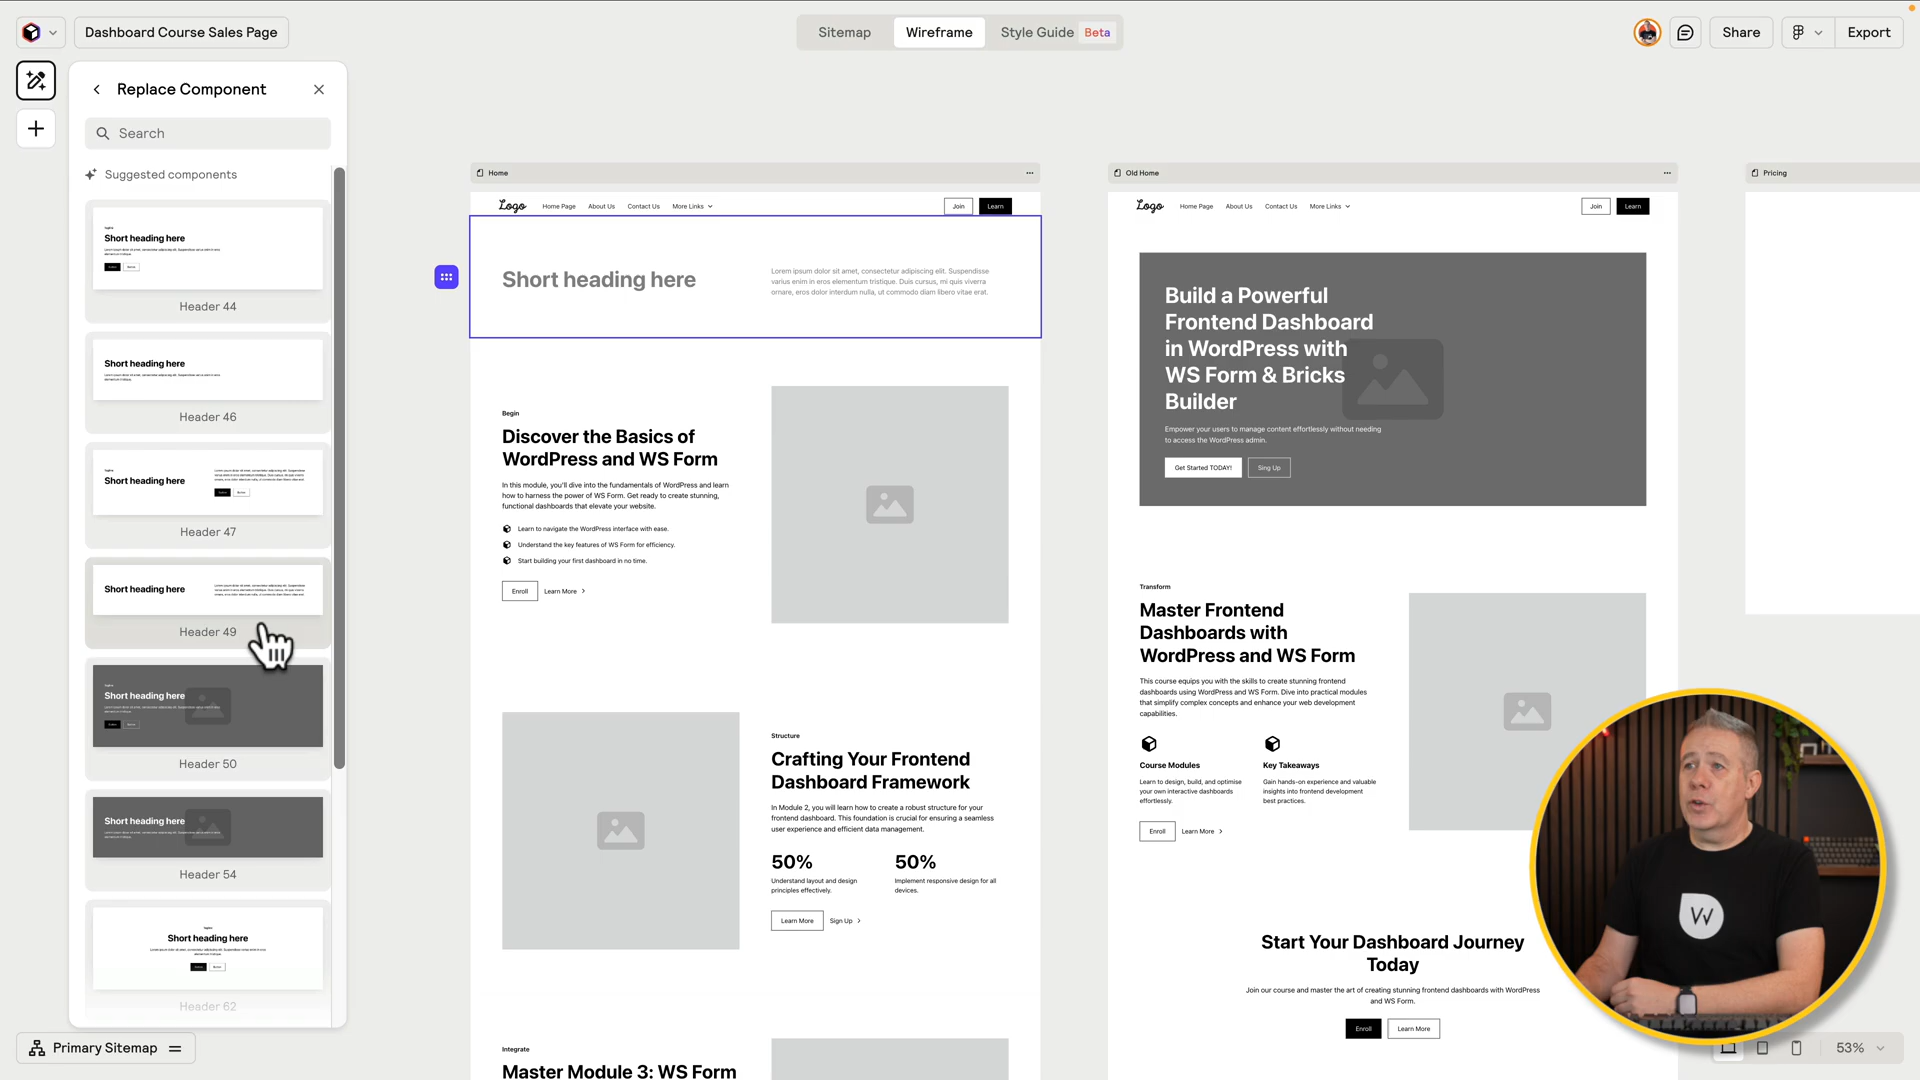 Dashboard Course Sales Page
Sitemap
Wireframe
Style Guide Beta
Share
Export
Replace Component
Search
Suggested components
Short heading here
Header 44
Short heading here
Header 46
Short heading here
Header 47
Short heading here
Header 49
Short heading here
Header 50
Short heading here
Header 54
Short heading here
Header 62
Primary Sitemap
Home
Logo
Home Page
About Us
Contact Us
More Links
Join
Learn
Short heading here
Lorem ipsum dolor sit amet, consectetur adipiscing elit. Suspendisse
varius enim in eros elementum tristique. Duis cursus, mi quis viverra
ornare, eros dolor interdum nulla, ut commodo diam libero vitae erat.
Begin
Discover the Basics of
WordPress and WS Form
In this module, you'll dive into the fundamentals of WordPress and learn
how to harness the power of WS Form. Get ready to create stunning,
functional dashboards that elevate your website.
Learn to navigate the WordPress interface with ease.
Understand the key features of WS Form for efficiency.
Start building your first dashboard in no time.
Enroll
Learn More
Structure
Crafting Your Frontend
Dashboard Framework
In Module 2, you will learn how to create a robust structure for your
frontend dashboard. This foundation is crucial for ensuring a seamless
user experience and efficient data management.
50%
50%
Understand layout and design
principles effectively.
Implement responsive design for all
devices.
Learn More
Sign Up
Integrate
Master Module 3: WS Form
Old Home
Logo
Home Page
About Us
Contact Us
More Links
Join
Learn
Build a Powerful
Frontend Dashboard
in WordPress with
WS Form & Bricks
Builder
Empower your users to manage content effortlessly without needing
to access the WordPress admin.
Get Started TODAY!
Sing Up
Transform
Master Frontend
Dashboards with
WordPress and WS Form
This course equips you with the skills to create stunning frontend
dashboards using WordPress and WS Form. Dive into practical modules
that simplify complex concepts and enhance your web development
capabilities.
Course Modules
Key Takeaways
Learn to design, build, and optimise
your own interactive dashboards
effortlessly.
Gain hands-on experience and valuable
insights into frontend development
best practices.
Enroll
Learn More
Start Your Dashboard Journey
Today
Join our course and master the art of creating stunning frontend dashboards with WordPress
and WS Form.
Enroll
Learn More
Pricing
W
53%